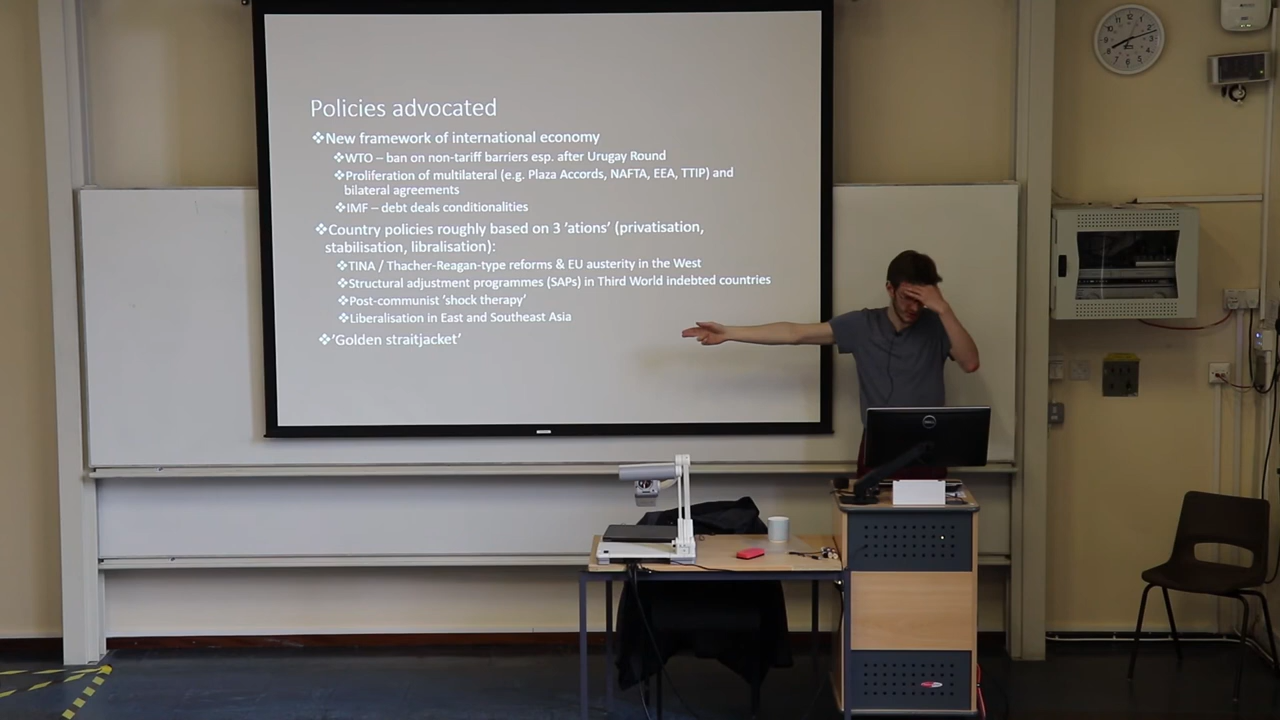 Policies advocated
❖New framework of international economy
❖WTO – ban on non-tariff barriers esp. after Urugay Round
❖Proliferation of multilateral (e.g. Plaza Accords, NAFTA, EEA, TTIP) and
bilateral agreements
❖IMF – debt deals conditionalities
❖Country policies roughly based on 3 ’ations’ (privatisation,
stabilisation, libralisation):
❖TINA / Thacher-Reagan-type reforms & EU austerity in the West
❖Structural adjustment programmes (SAPs) in Third World indebted countries
❖Post-communist ’shock therapy’
❖Liberalisation in East and Southeast Asia
❖’Golden straitjacket’
DELL